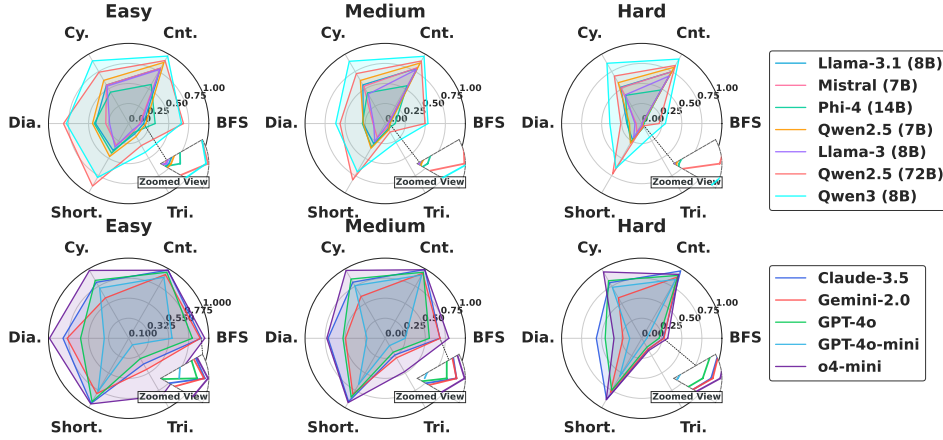 Easy
Medium
Hard
Cy.
Cnt.
Cy.
Cnt.
Cy.
Cnt.
1.00
0.75
0.50
0.25
0.00
1.00
0.75
0.50
0.25
0.00
1.00
0.75
0.50
0.25
0.00
Dia.
BFS
Dia.
BFS
Dia.
BFS
Zoomed View
Zoomed View
Zoomed View
Short.
Tri.
Short.
Tri.
Short.
Tri.
Llama-3.1 (8B)
Mistral (7B)
Phi-4 (14B)
Qwen2.5 (7B)
Llama-3 (8B)
Qwen2.5 (72B)
Qwen3 (8B)
Easy
Medium
Hard
Cy.
Cnt.
Cy.
Cnt.
Cy.
Cnt.
1.000
0.775
0.550
0.325
0.100
1.00
0.75
0.50
0.25
0.00
1.00
0.75
0.50
0.25
0.00
Dia.
BFS
Dia.
BFS
Dia.
BFS
Zoomed View
Zoomed View
Zoomed View
Short.
Tri.
Short.
Tri.
Short.
Tri.
Claude-3.5
Gemini-2.0
GPT-4o
GPT-4o-mini
o4-mini